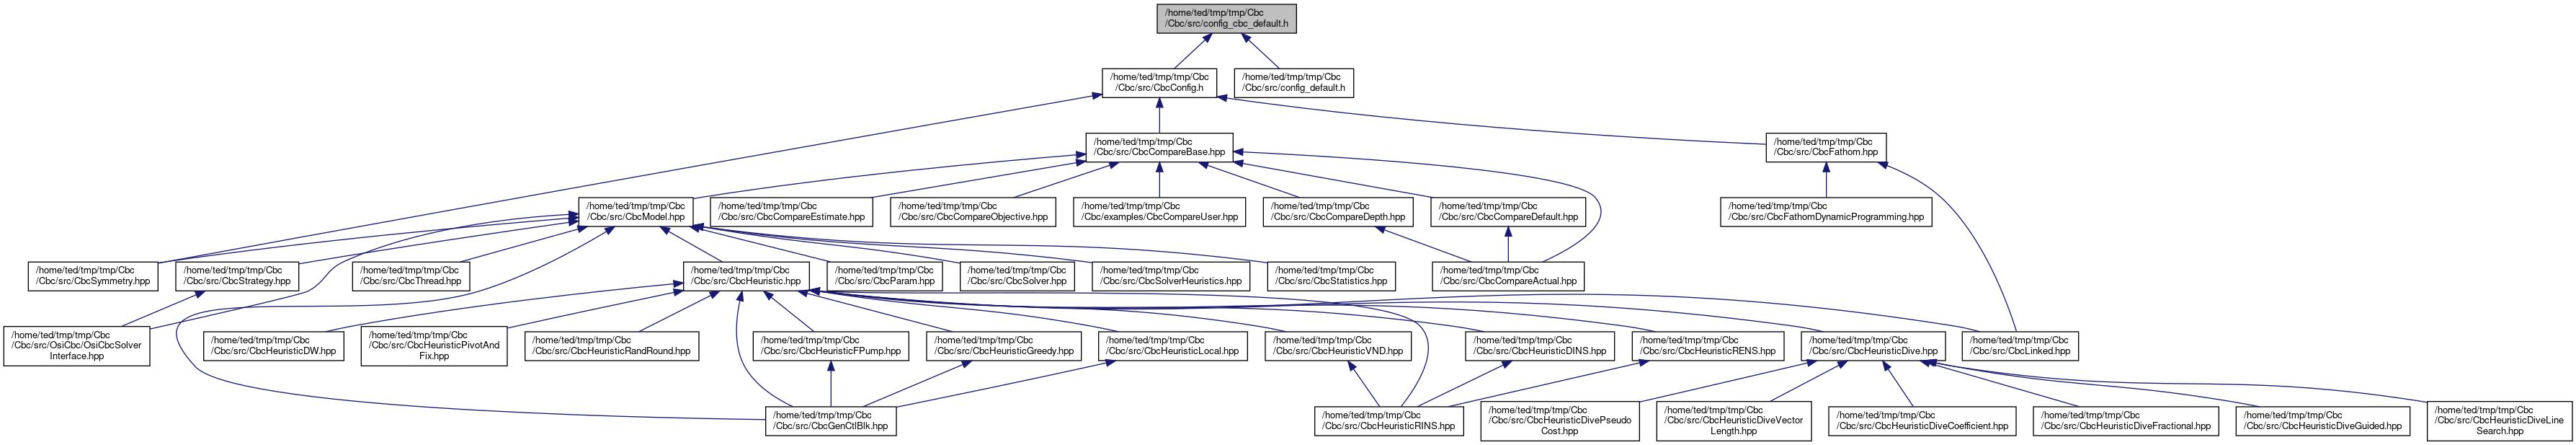 /home/ted/tmp/tmp/Cbc
/Cbc/src/config_cbc_default.h
/home/ted/tmp/tmp/Cbc
/Cbc/src/CbcConfig.h
/home/ted/tmp/tmp/Cbc
/Cbc/src/config_default.h
/home/ted/tmp/tmp/Cbc
/Cbc/src/CbcCompareBase.hpp
/home/ted/tmp/tmp/Cbc
/Cbc/src/CbcFathom.hpp
/home/ted/tmp/tmp/Cbc
/Cbc/src/CbcModel.hpp
/home/ted/tmp/tmp/Cbc
/Cbc/src/CbcCompareEstimate.hpp
/home/ted/tmp/tmp/Cbc
/Cbc/src/CbcCompareObjective.hpp
/home/ted/tmp/tmp/Cbc
/Cbc/examples/CbcCompareUser.hpp
/home/ted/tmp/tmp/Cbc
/Cbc/src/CbcCompareDepth.hpp
/home/ted/tmp/tmp/Cbc
/Cbc/src/CbcCompareDefault.hpp
/home/ted/tmp/tmp/Cbc
/Cbc/src/CbcFathomDynamicProgramming.hpp
/home/ted/tmp/tmp/Cbc
/Cbc/src/CbcSymmetry.hpp
/home/ted/tmp/tmp/Cbc
/Cbc/src/CbcStrategy.hpp
/home/ted/tmp/tmp/Cbc
/Cbc/src/CbcThread.hpp
/home/ted/tmp/tmp/Cbc
/Cbc/src/CbcHeuristic.hpp
/home/ted/tmp/tmp/Cbc
/Cbc/src/CbcParam.hpp
/home/ted/tmp/tmp/Cbc
/Cbc/src/CbcSolver.hpp
/home/ted/tmp/tmp/Cbc
/Cbc/src/CbcSolverHeuristics.hpp
/home/ted/tmp/tmp/Cbc
/Cbc/src/CbcStatistics.hpp
/home/ted/tmp/tmp/Cbc
/Cbc/src/CbcCompareActual.hpp
/home/ted/tmp/tmp/Cbc
/Cbc/src/OsiCbc/OsiCbcSolver
Interface.hpp
/home/ted/tmp/tmp/Cbc
/Cbc/src/CbcHeuristicDW.hpp
/home/ted/tmp/tmp/Cbc
/Cbc/src/CbcHeuristicPivotAnd
Fix.hpp
/home/ted/tmp/tmp/Cbc
/Cbc/src/CbcHeuristicRandRound.hpp
/home/ted/tmp/tmp/Cbc
/Cbc/src/CbcHeuristicFPump.hpp
/home/ted/tmp/tmp/Cbc
/Cbc/src/CbcHeuristicGreedy.hpp
/home/ted/tmp/tmp/Cbc
/Cbc/src/CbcHeuristicLocal.hpp
/home/ted/tmp/tmp/Cbc
/Cbc/src/CbcHeuristicVND.hpp
/home/ted/tmp/tmp/Cbc
/Cbc/src/CbcHeuristicDINS.hpp
/home/ted/tmp/tmp/Cbc
/Cbc/src/CbcHeuristicRENS.hpp
/home/ted/tmp/tmp/Cbc
/Cbc/src/CbcHeuristicDive.hpp
/home/ted/tmp/tmp/Cbc
/Cbc/src/CbcLinked.hpp
/home/ted/tmp/tmp/Cbc
/Cbc/src/CbcGenCtlBlk.hpp
/home/ted/tmp/tmp/Cbc
/Cbc/src/CbcHeuristicRINS.hpp
/home/ted/tmp/tmp/Cbc
/Cbc/src/CbcHeuristicDivePseudo
Cost.hpp
/home/ted/tmp/tmp/Cbc
/Cbc/src/CbcHeuristicDiveVector
Length.hpp
/home/ted/tmp/tmp/Cbc
/Cbc/src/CbcHeuristicDiveCoefficient.hpp
/home/ted/tmp/tmp/Cbc
/Cbc/src/CbcHeuristicDiveFractional.hpp
/home/ted/tmp/tmp/Cbc
/Cbc/src/CbcHeuristicDiveGuided.hpp
/home/ted/tmp/tmp/Cbc
/Cbc/src/CbcHeuristicDiveLine
Search.hpp